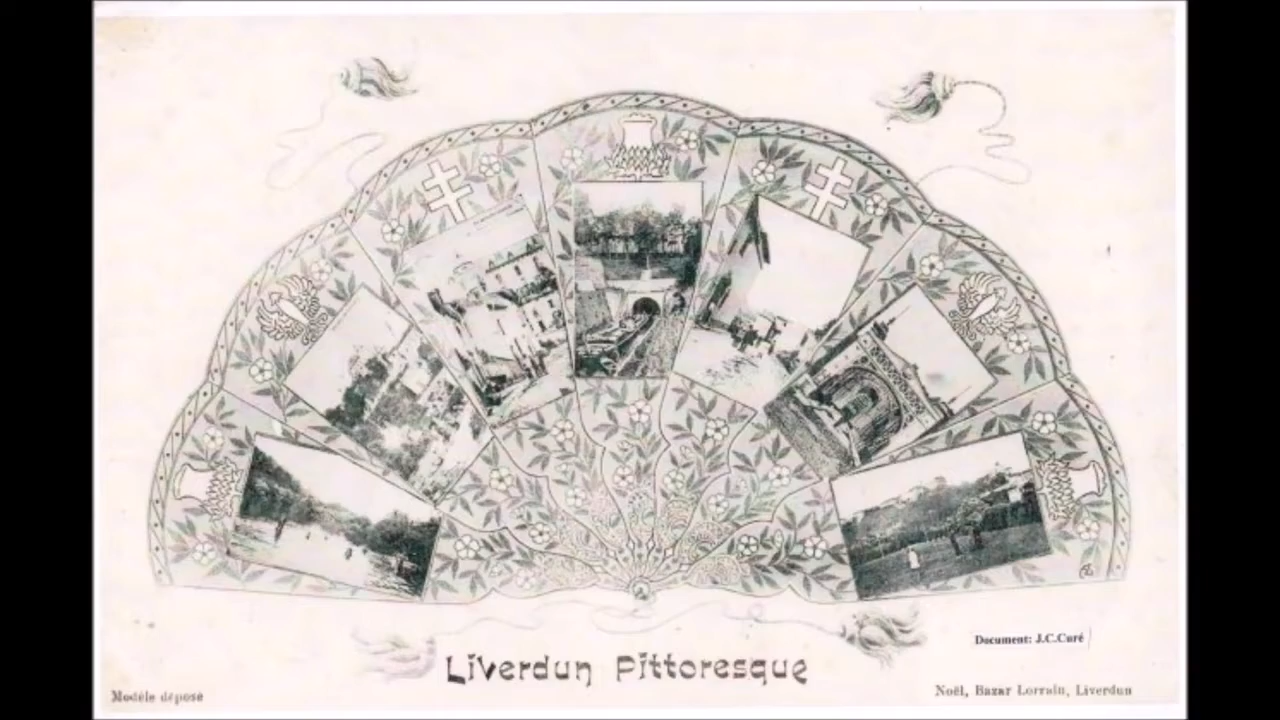 Document: J.C.Curé
Liverdun Pittoresque
Modèle déposé
Noël, Bazar Lorrain, Liverdun